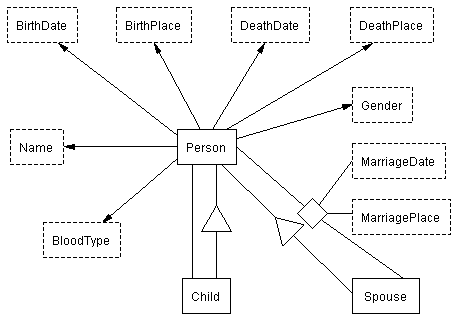 BirthDate
BirthPlace
DeathDate
DeathPlace
Gender
Name
Person
MarriageDate
MarriagePlace
BloodType
Child
Spouse